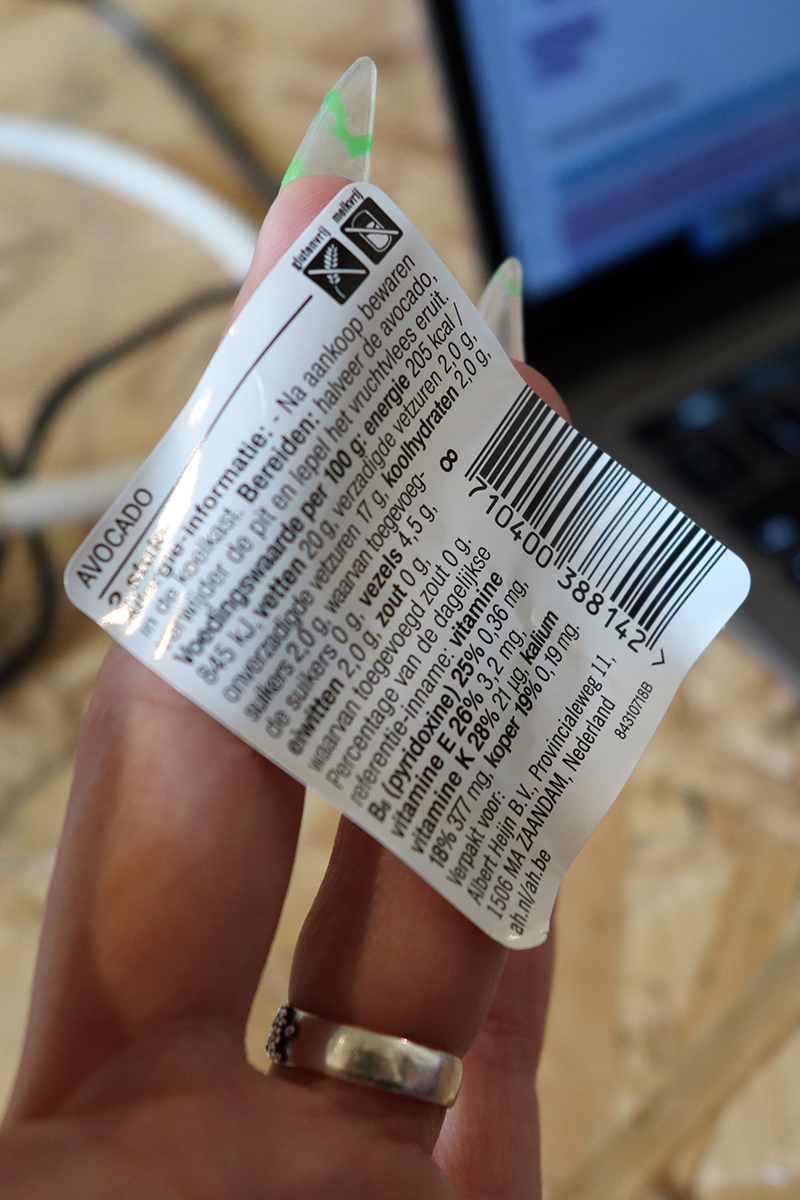 AVOCADO
glutenvrij melkvrij
2 stuks
Allergie-informatie: - Na aankoop bewaren
in de koelkast. Bereiden: halveer de avocado,
verwijder de pit en lepel het vruchtvlees eruit.
Voedingswaarde per 100 g: energie 205 kcal /
845 kJ, vetten 20 g, verzadigde vetzuren 2,0 g,
onverzadigde vetzuren 17 g, koolhydraten 2,0 g,
suikers 2,0 g, waarvan toegevoeg-
de suikers 0 g, vezels 4,5 g,
eiwitten 2,0 g, zout 0 g,
waarvan toegevoegd zout 0 g.
Percentage van de dagelijkse
referentie-inname: vitamine
B₆ (pyridoxine) 25% 0,36 mg,
vitamine E 26% 3,2 mg,
vitamine K 28% 21 µg, kalium
18% 377 mg, koper 19% 0,19 mg.
Verpakt voor:
Albert Heijn B.V., Provincialeweg 11,
1506 MA ZAANDAM, Nederland
ah.nl/ah.be
8 710400 388142 >
84310718B